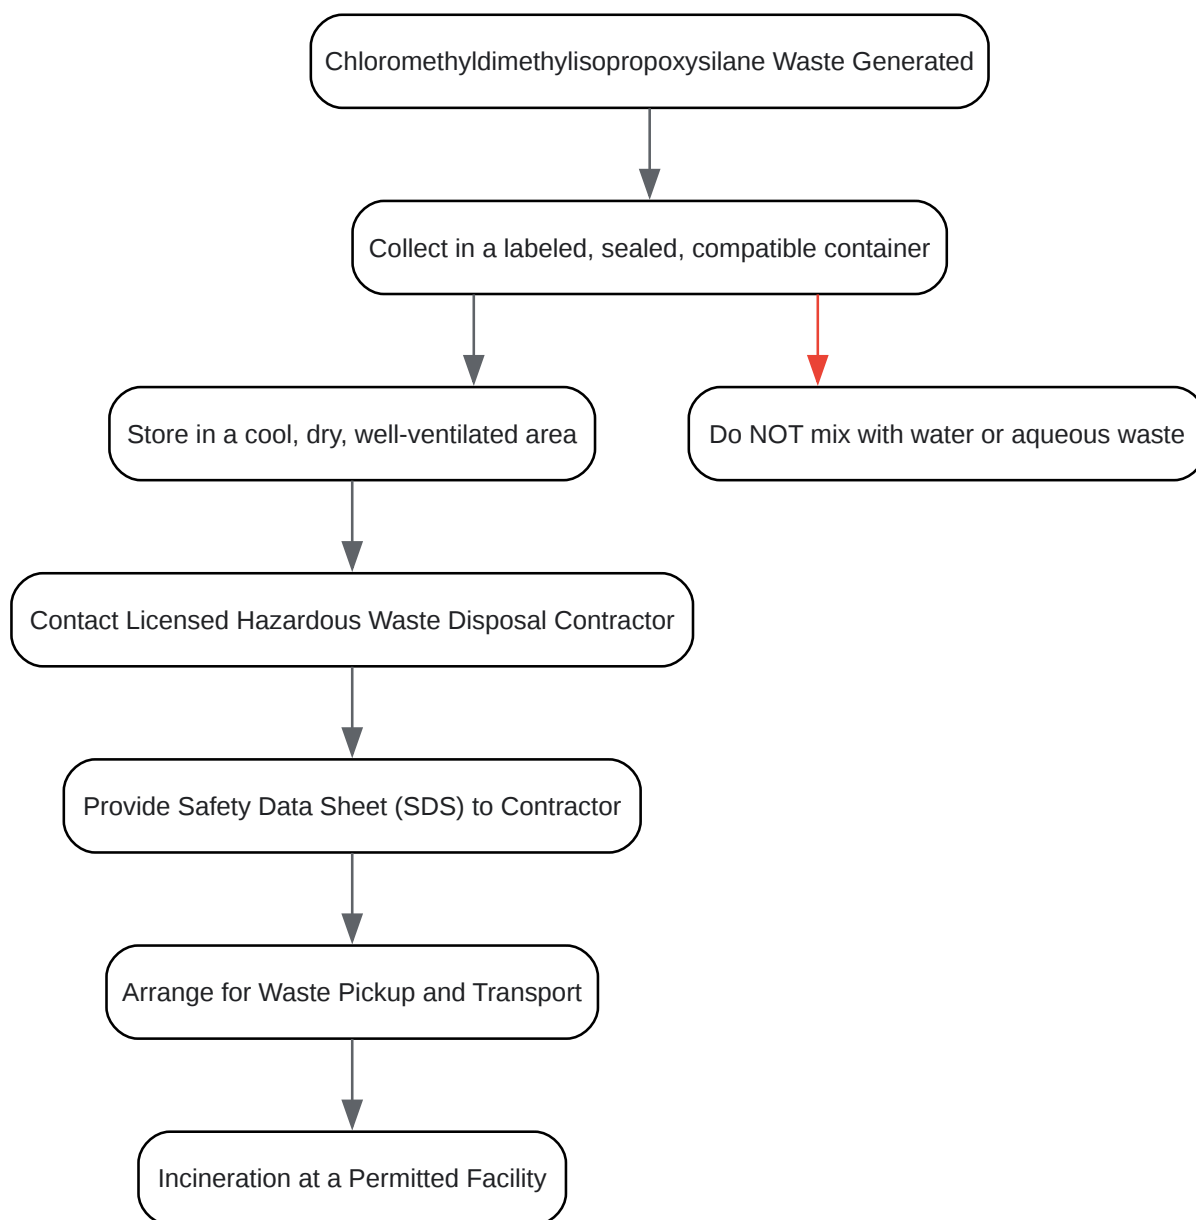 Chloromethyldimethylisopropoxysilane Waste Generated
Collect in a labeled, sealed, compatible container
Store in a cool, dry, well-ventilated area
Do NOT mix with water or aqueous waste
Contact Licensed Hazardous Waste Disposal Contractor
Provide Safety Data Sheet (SDS) to Contractor
Arrange for Waste Pickup and Transport
Incineration at a Permitted Facility